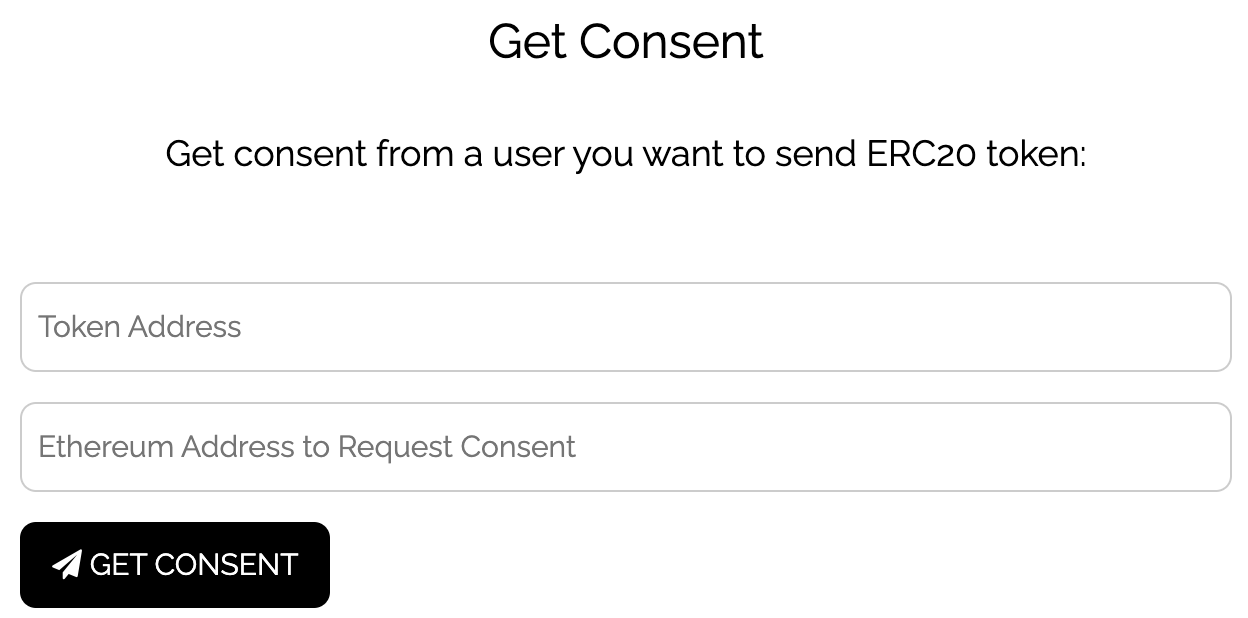 Get Consent
Get consent from a user you want to send ERC20 token:
Token Address
Ethereum Address to Request Consent
GET CONSENT